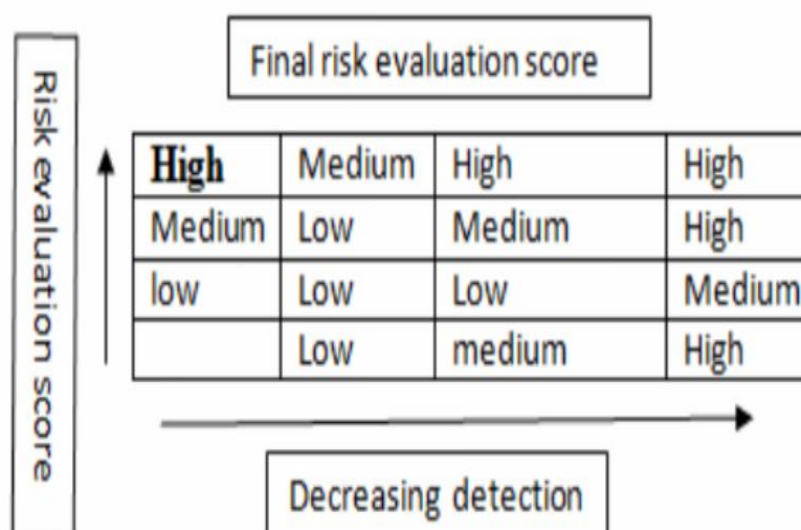 Final risk evaluation score
Risk evaluation score
High Medium High High
Medium Low Medium High
low Low Low Medium
Low medium High
Decreasing detection